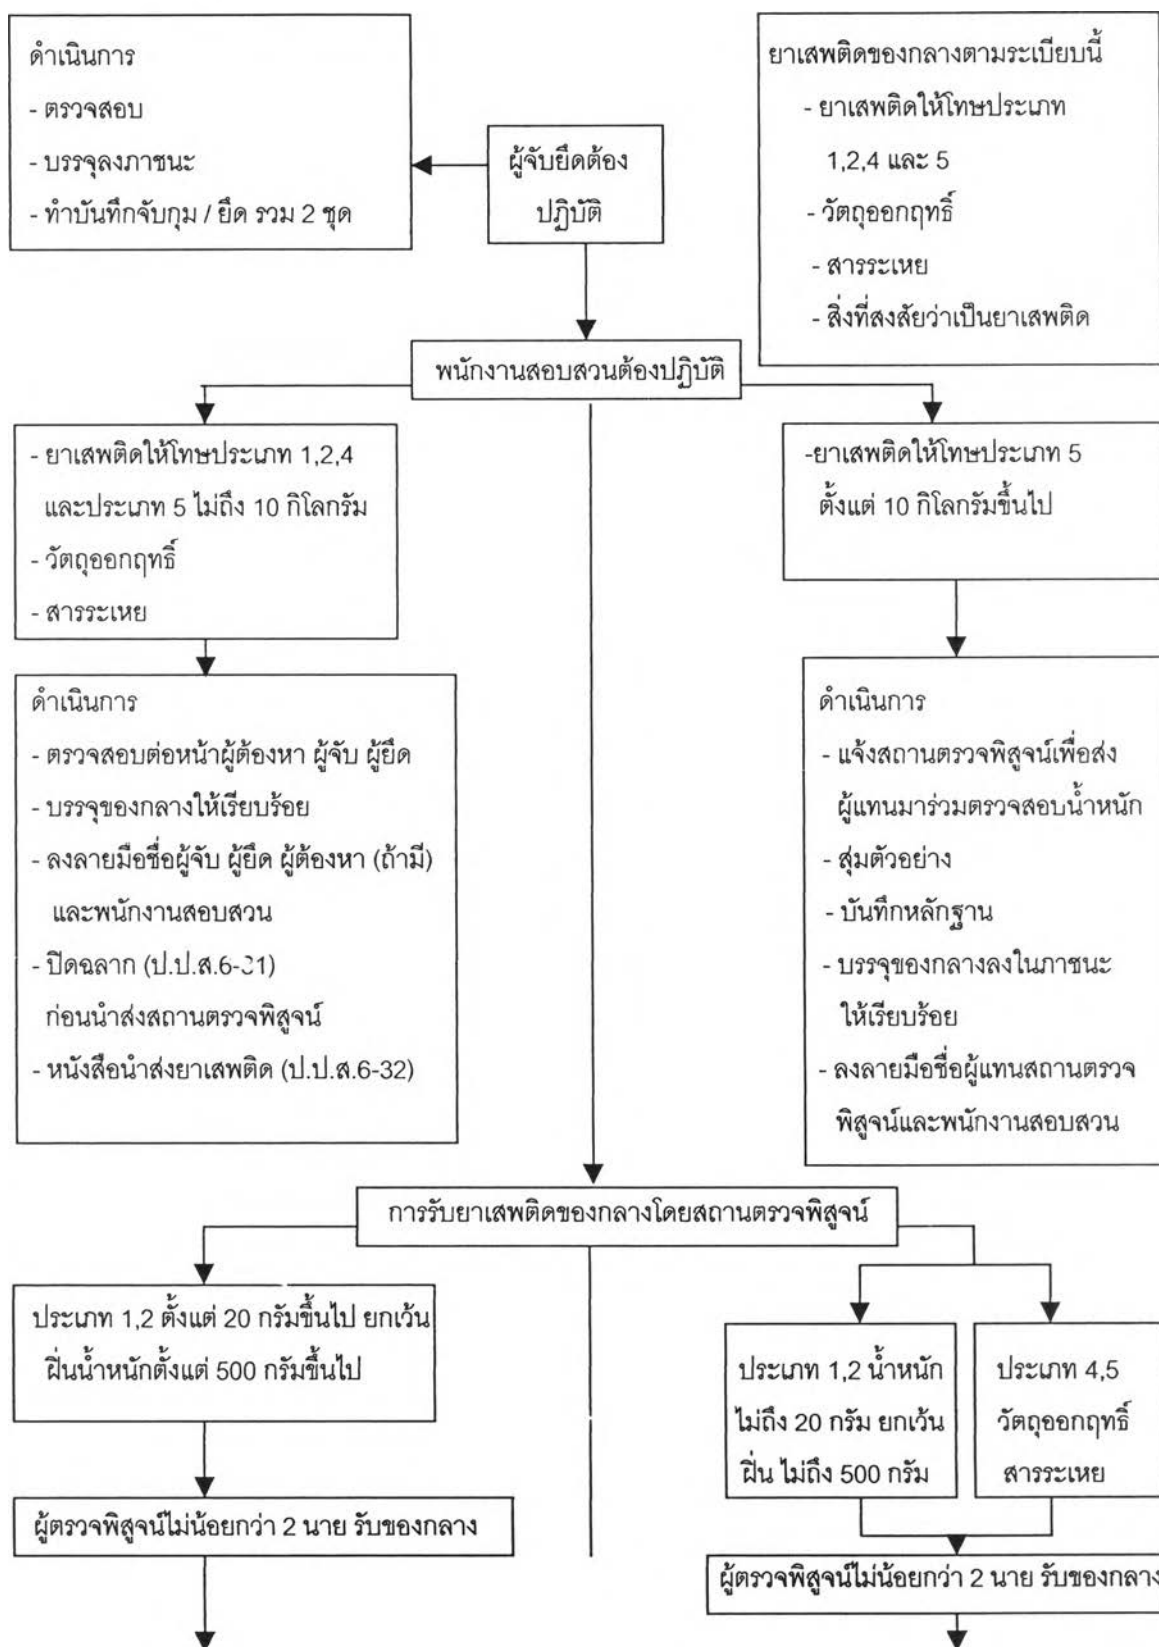 ดำเนินการ
- ตรวจสอบ
- บรรจุลงภาชนะ
- ทำบันทึกจับกุม / ยึด รวม 2 ชุด
ผู้จับยึดต้อง
ปฏิบัติ
ยาเสพติดของกลางตามระเบียบนี้
- ยาเสพติดให้โทษประเภท
1,2,4 และ 5
- วัตถุออกฤทธิ์
- สารระเหย
- สิ่งที่สงสัยว่าเป็นยาเสพติด
พนักงานสอบสวนต้องปฏิบัติ
- ยาเสพติดให้โทษประเภท 1,2,4
และประเภท 5 ไม่ถึง 10 กิโลกรัม
- วัตถุออกฤทธิ์
- สารระเหย
-ยาเสพติดให้โทษประเภท 5
ตั้งแต่ 10 กิโลกรัมขึ้นไป
ดำเนินการ
- ตรวจสอบต่อหน้าผู้ต้องหา ผู้จับ ผู้ยึด
- บรรจุของกลางให้เรียบร้อย
- ลงลายมือชื่อผู้จับ ผู้ยึด ผู้ต้องหา (ถ้ามี)
และพนักงานสอบสวน
- ปิดฉลาก (ป.ป.ส.6-31)
ก่อนนำส่งสถานตรวจพิสูจน์
- หนังสือนำส่งยาเสพติด (ป.ป.ส.6-32)
ดำเนินการ
- แจ้งสถานตรวจพิสูจน์เพื่อส่ง
ผู้แทนมาร่วมตรวจสอบน้ำหนัก
- สุ่มตัวอย่าง
- บันทึกหลักฐาน
- บรรจุของกลางลงในภาชนะ
ให้เรียบร้อย
- ลงลายมือชื่อผู้แทนสถานตรวจ
พิสูจน์และพนักงานสอบสวน
การรับยาเสพติดของกลางโดยสถานตรวจพิสูจน์
ประเภท 1,2 ตั้งแต่ 20 กรัมขึ้นไป ยกเว้น
ฝิ่นน้ำหนักตั้งแต่ 500 กรัมขึ้นไป
ประเภท 1,2 น้ำหนัก
ไม่ถึง 20 กรัม ยกเว้น
ฝิ่น ไม่ถึง 500 กรัม
ประเภท 4,5
วัตถุออกฤทธิ์
สารระเหย
ผู้ตรวจพิสูจน์ไม่น้อยกว่า 2 นาย รับของกลาง
ผู้ตรวจพิสูจน์ไม่น้อยกว่า 2 นาย รับของกลาง